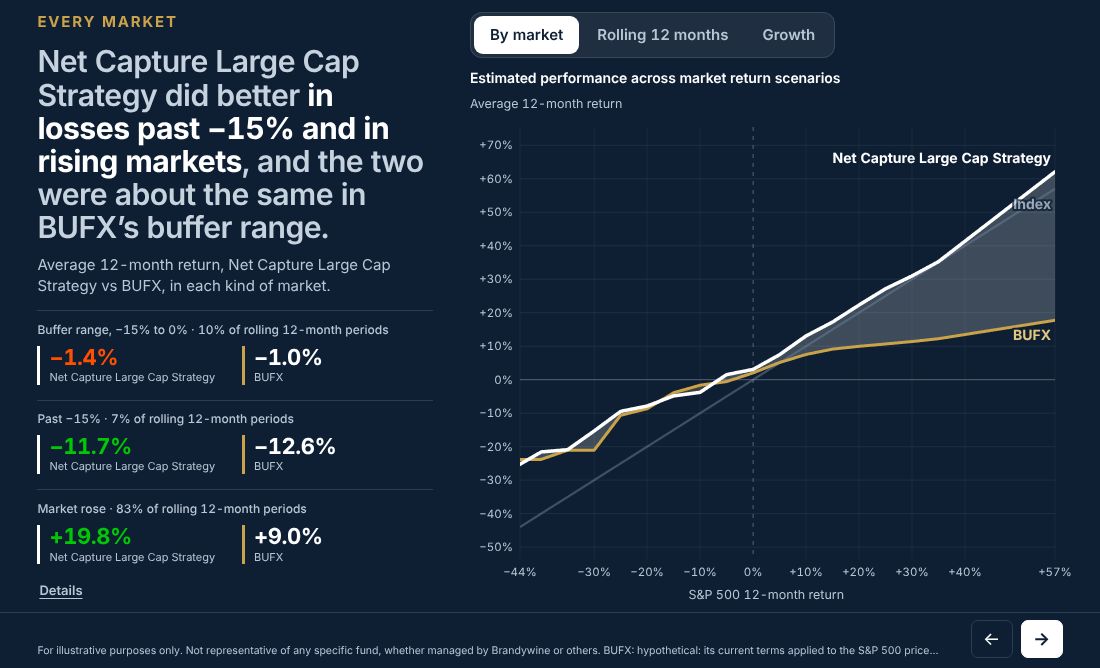 EVERY MARKET
Net Capture Large Cap
Strategy did better in
losses past −15% and in
rising markets, and the two
were about the same in
BUFX’s buffer range.
Average 12-month return, Net Capture Large Cap
Strategy vs BUFX, in each kind of market.
Buffer range, −15% to 0% · 10% of rolling 12-month periods
−1.4%
Net Capture Large Cap Strategy
−1.0%
BUFX
Past −15% · 7% of rolling 12-month periods
−11.7%
Net Capture Large Cap Strategy
−12.6%
BUFX
Market rose · 83% of rolling 12-month periods
+19.8%
Net Capture Large Cap Strategy
+9.0%
BUFX
Details
By market
Rolling 12 months
Growth
Estimated performance across market return scenarios
Average 12-month return
+70%
+60%
+50%
+40%
+30%
+20%
+10%
0%
−10%
−20%
−30%
−40%
−50%
Net Capture Large Cap Strategy
Index
BUFX
−44%
−30%
−20%
−10%
0%
+10%
+20%
+30%
+40%
+57%
S&P 500 12-month return
For illustrative purposes only. Not representative of any specific fund, whether managed by Brandywine or others. BUFX: hypothetical: its current terms applied to the S&P 500 price…